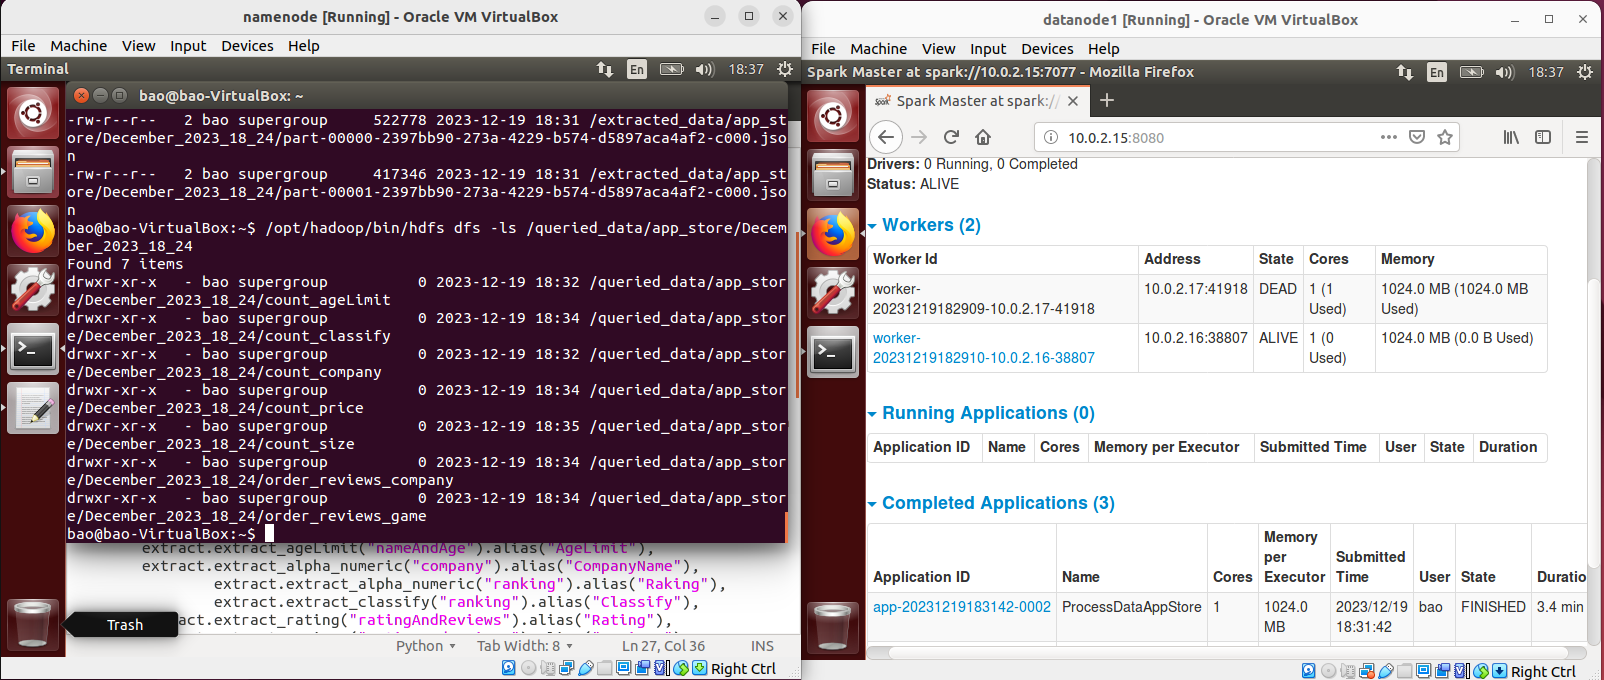 namenode [Running] - Oracle VM VirtualBox
File Machine View Input Devices Help
Terminal
En
18:37
bao@bao-VirtualBox: ~
-rw-r--r--   2 bao supergroup     522778 2023-12-19 18:31 /extracted_data/app_st
ore/December_2023_18_24/part-00000-2397bb90-273a-4229-b574-d5897aca4af2-c000.jso
n
-rw-r--r--   2 bao supergroup     417346 2023-12-19 18:31 /extracted_data/app_st
ore/December_2023_18_24/part-00001-2397bb90-273a-4229-b574-d5897aca4af2-c000.jso
n
bao@bao-VirtualBox:~$ /opt/hadoop/bin/hdfs dfs -ls /queried_data/app_store/Decem
ber_2023_18_24
Found 7 items
drwxr-xr-x   - bao supergroup          0 2023-12-19 18:32 /queried_data/app_stor
e/December_2023_18_24/count_ageLimit
drwxr-xr-x   - bao supergroup          0 2023-12-19 18:34 /queried_data/app_stor
e/December_2023_18_24/count_classify
drwxr-xr-x   - bao supergroup          0 2023-12-19 18:32 /queried_data/app_stor
e/December_2023_18_24/count_company
drwxr-xr-x   - bao supergroup          0 2023-12-19 18:34 /queried_data/app_stor
e/December_2023_18_24/count_price
drwxr-xr-x   - bao supergroup          0 2023-12-19 18:35 /queried_data/app_stor
e/December_2023_18_24/count_size
drwxr-xr-x   - bao supergroup          0 2023-12-19 18:34 /queried_data/app_stor
e/December_2023_18_24/order_reviews_company
drwxr-xr-x   - bao supergroup          0 2023-12-19 18:34 /queried_data/app_stor
e/December_2023_18_24/order_reviews_game
bao@bao-VirtualBox:~$
extract.extract_ageLimit("nameAndAge").alias("AgeLimit"),
extract.extract_alpha_numeric("company").alias("CompanyName"),
extract.extract_alpha_numeric("ranking").alias("Raking"),
extract.extract_classify("ranking").alias("Classify"),
extract.extract_rating("ratingAndReviews").alias("Rating"),
Trash
Python Tab Width: 8 Ln 27, Col 36 INS
Right Ctrl
datanode1 [Running] - Oracle VM VirtualBox
File Machine View Input Devices Help
Spark Master at spark://10.0.2.15:7077 - Mozilla Firefox
En
18:37
Spark Master at spark://
10.0.2.15:8080
Drivers: 0 Running, 0 Completed
Status: ALIVE
Workers (2)
Worker Id Address State Cores Memory
worker-20231219182909-10.0.2.17-41918 10.0.2.17:41918 DEAD 1 (1 Used) 1024.0 MB (1024.0 MB Used)
worker-20231219182910-10.0.2.16-38807 10.0.2.16:38807 ALIVE 1 (0 Used) 1024.0 MB (0.0 B Used)
Running Applications (0)
Application ID Name Cores Memory per Executor Submitted Time User State Duration
Completed Applications (3)
Application ID Name Cores Memory per Executor Submitted Time User State Duratio
app-20231219183142-0002 ProcessDataAppStore 1 1024.0 MB 2023/12/19 18:31:42 bao FINISHED 3.4 min
Right Ctrl